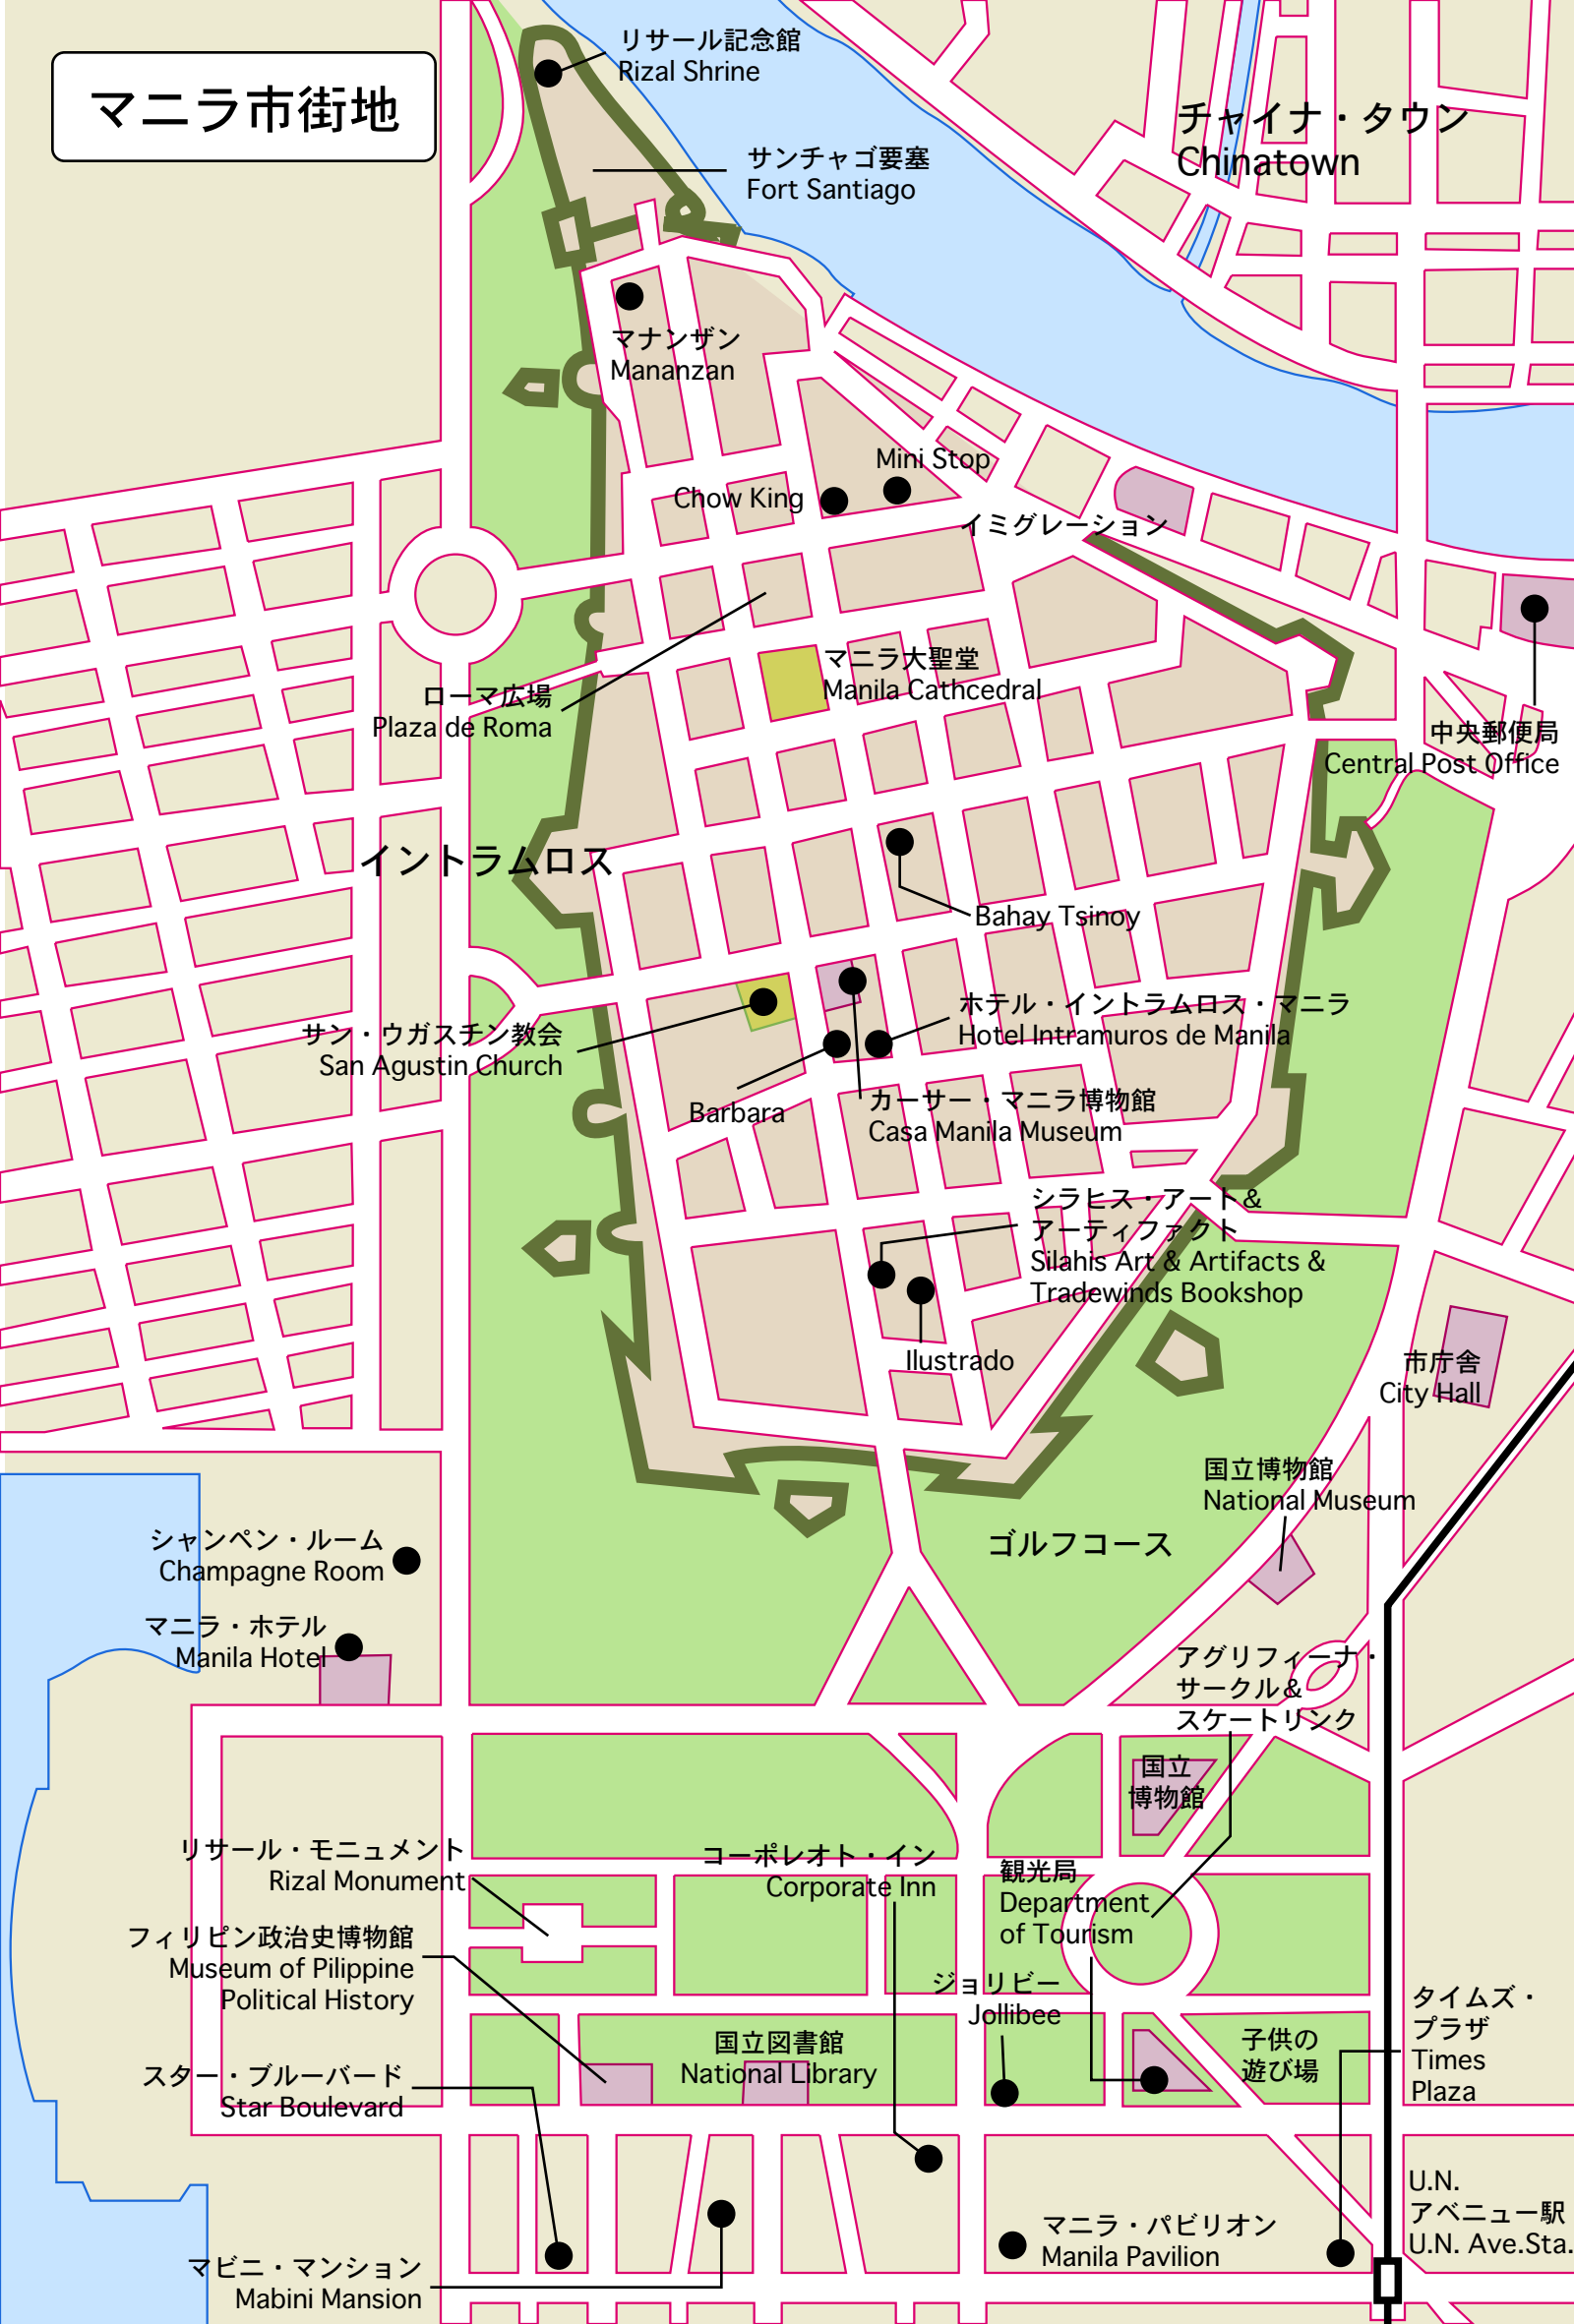 マニラ市街地
リサール記念館
Rizal Shrine
サンチャゴ要塞
Fort Santiago
チャイナ・タウン
Chinatown
マナンザン
Mananzan
Mini Stop
Chow King
イミグレーション
マニラ大聖堂
Manila Cathcedral
ローマ広場
Plaza de Roma
中央郵便局
Central Post Office
イントラムロス
Bahay Tsinoy
サン・ウガスチン教会
San Agustin Church
ホテル・イントラムロス・マニラ
Hotel Intramuros de Manila
Barbara
カーサー・マニラ博物館
Casa Manila Museum
シラヒス・アート&
アーティファクト
Silahis Art & Artifacts &
Tradewinds Bookshop
Ilustrado
市庁舎
City Hall
国立博物館
National Museum
ゴルフコース
シャンペン・ルーム
Champagne Room
マニラ・ホテル
Manila Hotel
アグリフィーナ・
サークル&
スケートリンク
国立
博物館
リサール・モニュメント
Rizal Monument
コーポレオト・イン
Corporate Inn
観光局
Department
of Tourism
フィリピン政治史博物館
Museum of Pilippine
Political History
ジョリビー
Jollibee
タイムズ・
プラザ
Times
Plaza
国立図書館
National Library
子供の
遊び場
スター・ブルーバード
Star Boulevard
U.N.
アベニュー駅
U.N. Ave.Sta.
マニラ・パビリオン
Manila Pavilion
マビニ・マンション
Mabini Mansion